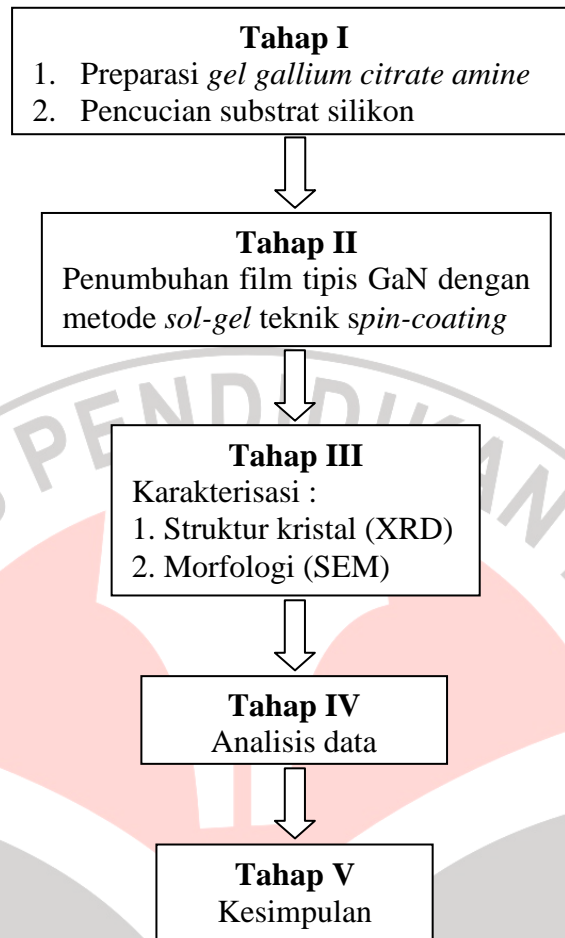 Tahap I
1. Preparasi gel gallium citrate amine
2. Pencucian substrat silikon
Tahap II
Penumbuhan film tipis GaN dengan
metode sol-gel teknik spin-coating
PENDIDIKAN
Tahap III
Karakterisasi :
1. Struktur kristal (XRD)
2. Morfologi (SEM)
Tahap IV
Analisis data
Tahap V
Kesimpulan